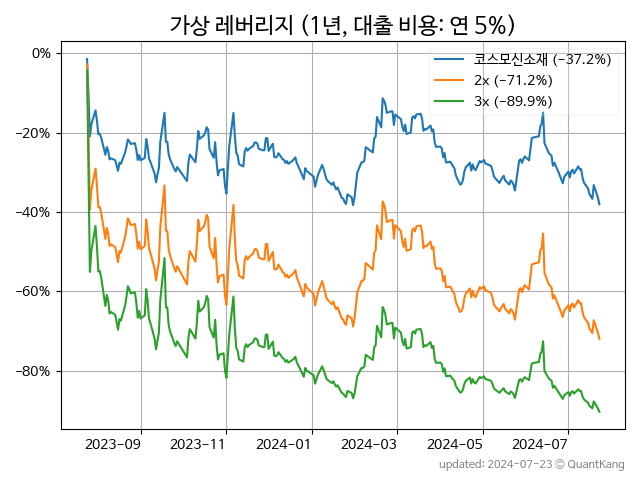 가상 레버리지 (1년, 대출 비용: 연 5%)
코스모신소재 (−37.2%)
2x (−71.2%)
3x (−89.9%)
0%
−20%
−40%
−60%
−80%
2023−09 2023−11 2024−01 2024−03 2024−05 2024−07
updated: 2024-07-23 © QuantKang